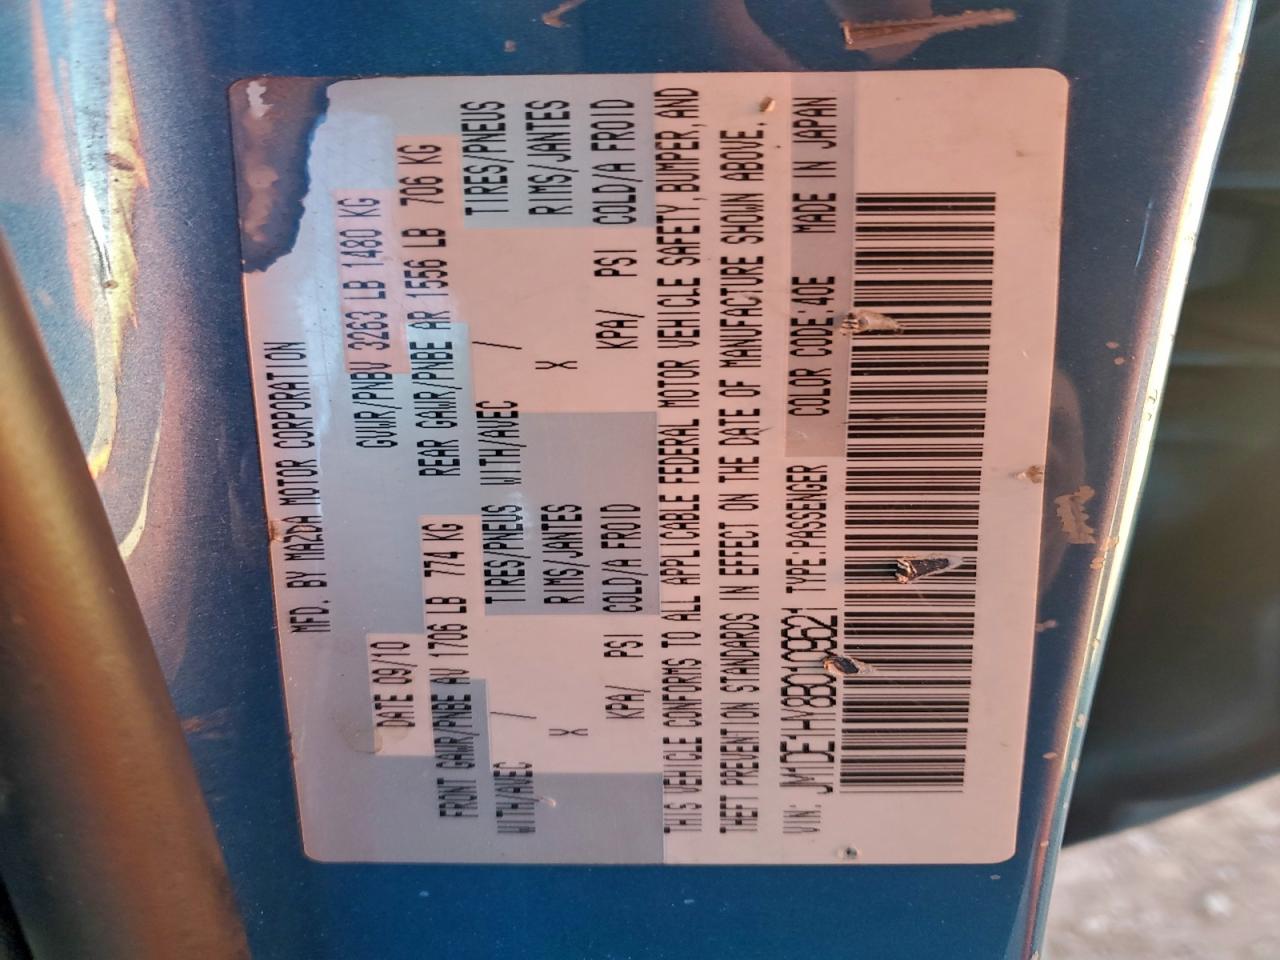 MFD. BY MAZDA MOTOR CORPORATION
DATE 09/10 GVWR/PNBV 3263 LB 1480 KG
FRONT GAWR/PNBE AV 1706 LB 774 KG REAR GAWR/PNBE AR 1556 LB 706 KG
WITH/AVEC / TIRES/PNEUS WITH/AVEC / TIRES/PNEUS
X RIMS/JANTES X RIMS/JANTES
KPA/ PSI COLD/A FROID KPA/ PSI COLD/A FROID
THIS VEHICLE CONFORMS TO ALL APPLICABLE FEDERAL MOTOR VEHICLE SAFETY,BUMPER,AND
THEFT PREVENTION STANDARDS IN EFFECT ON THE DATE OF MANUFACTURE SHOWN ABOVE.
VIN: JM1DE1HY8B0109621 TYPE:PASSENGER COLOR CODE:40E MADE IN JAPAN